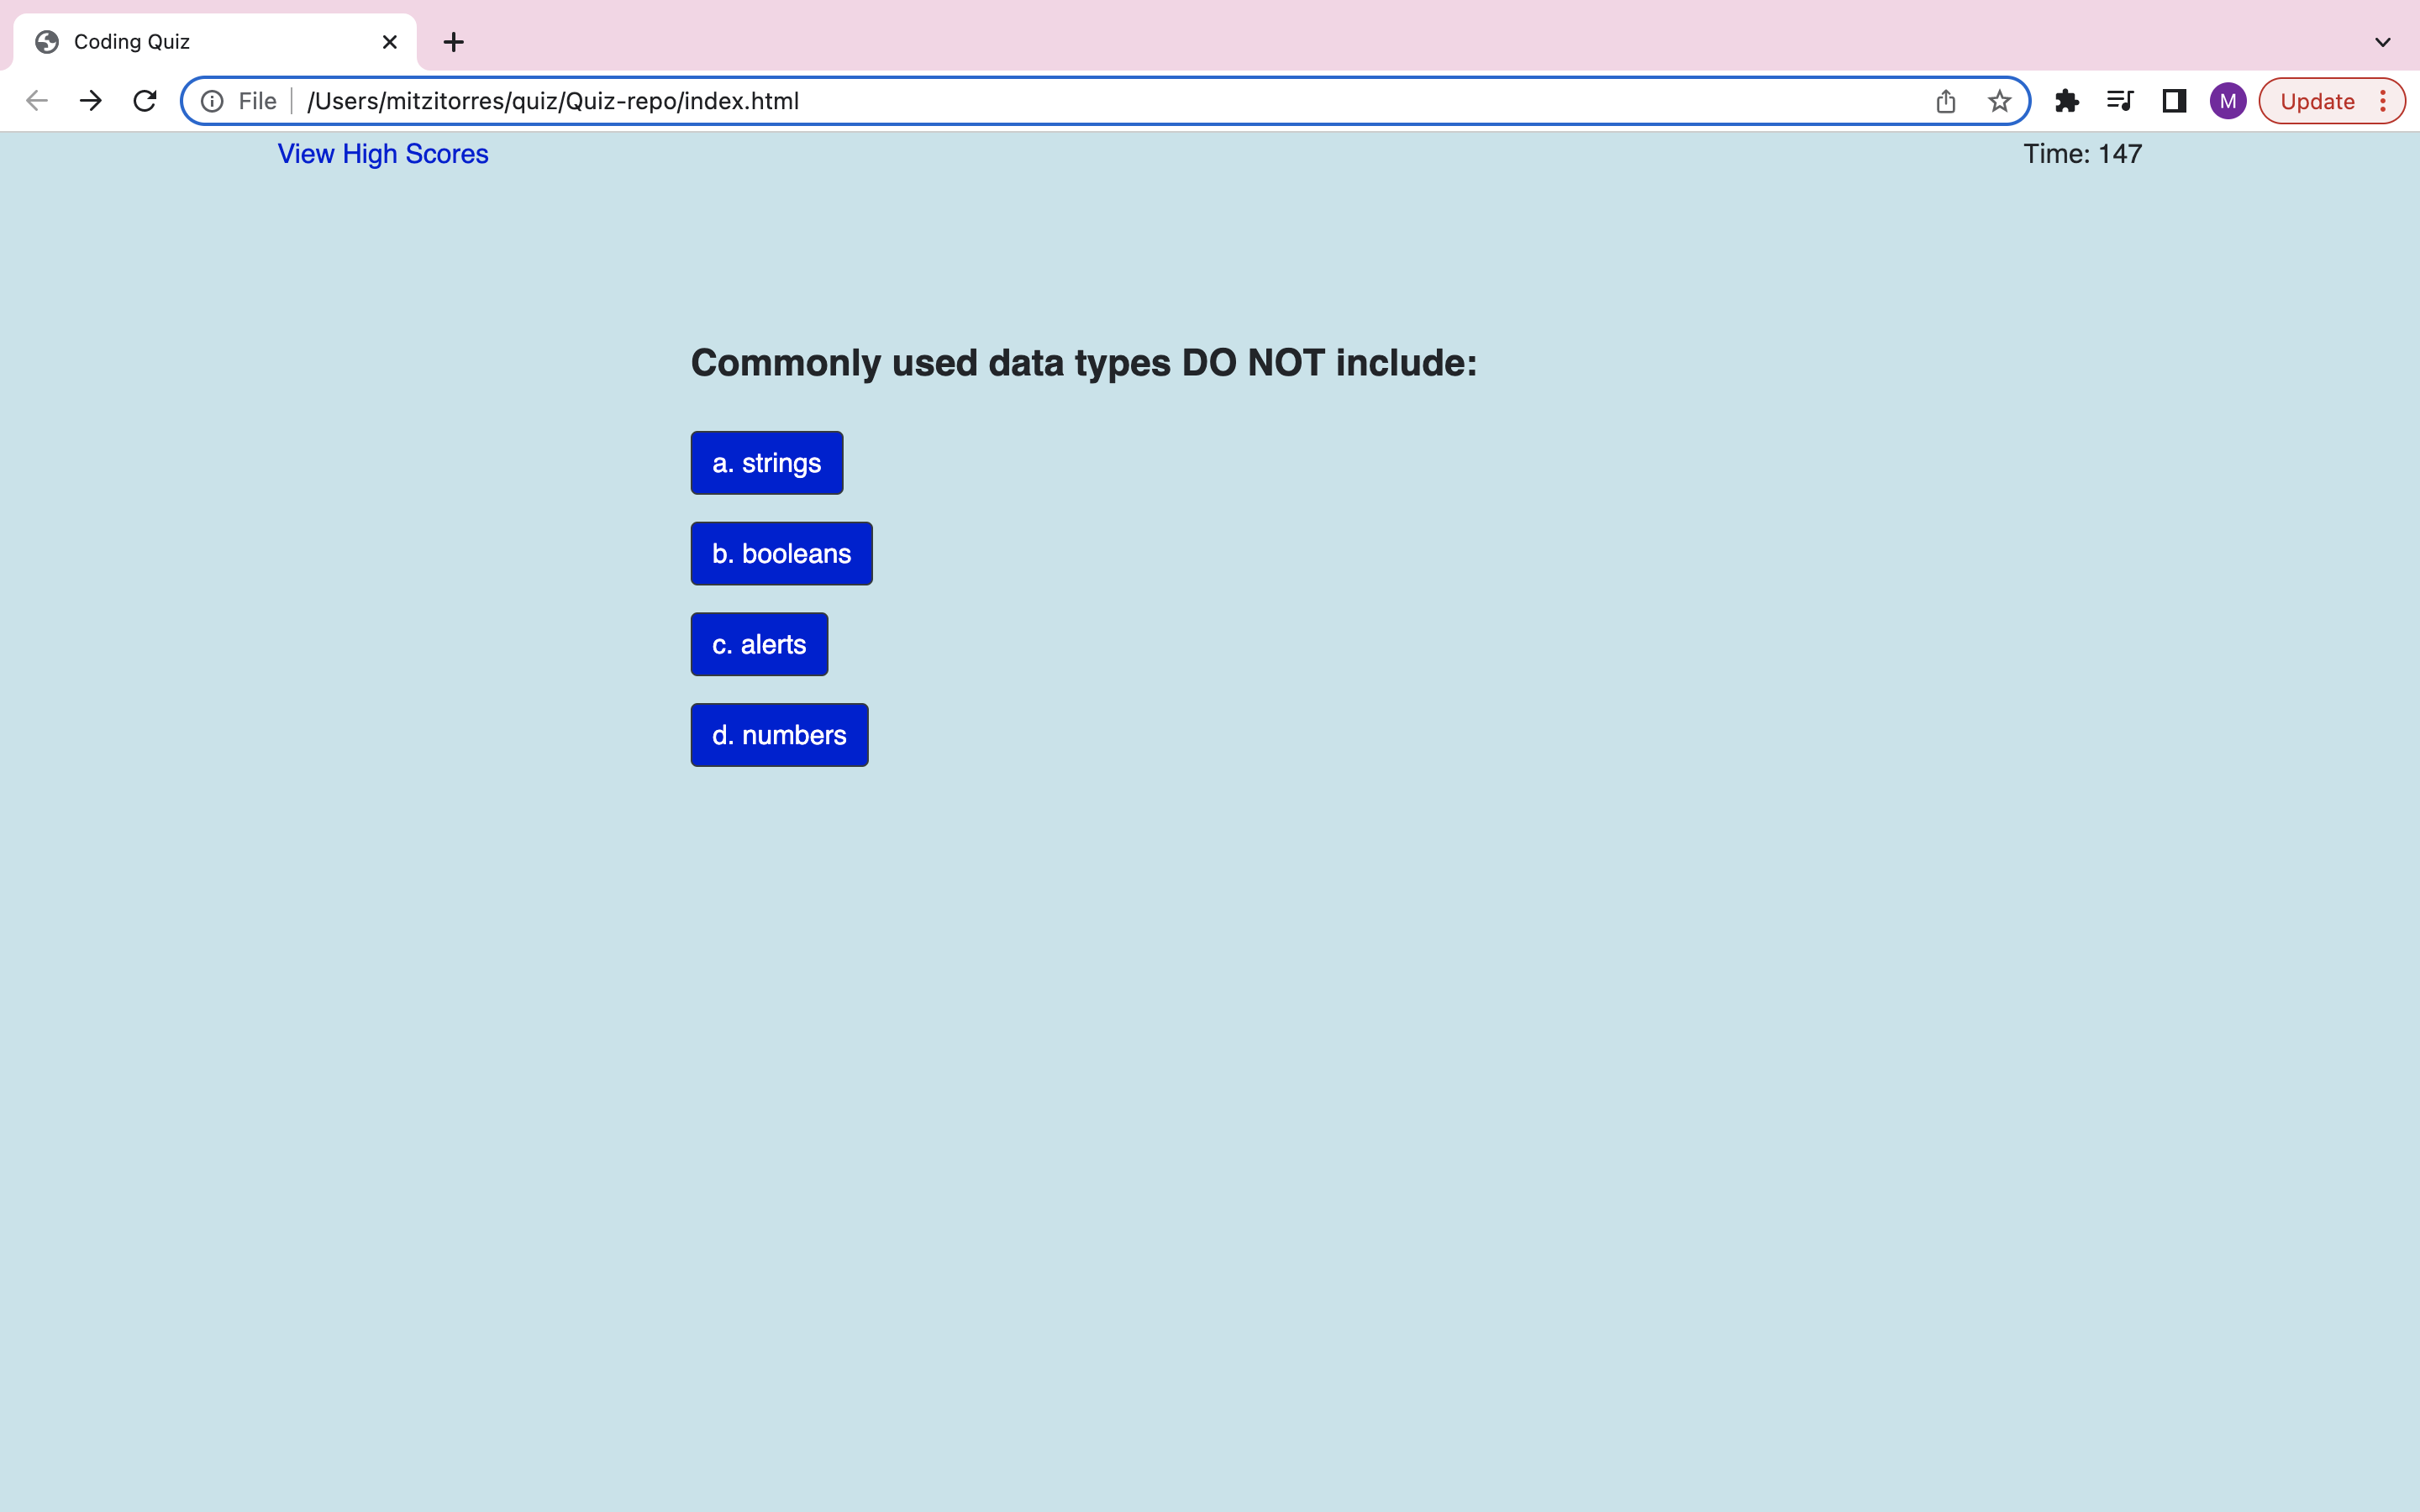 Coding Quiz
File /Users/mitzitorres/quiz/Quiz-repo/index.html M Update
View High Scores Time: 147
Commonly used data types DO NOT include:
a. strings
b. booleans
c. alerts
d. numbers